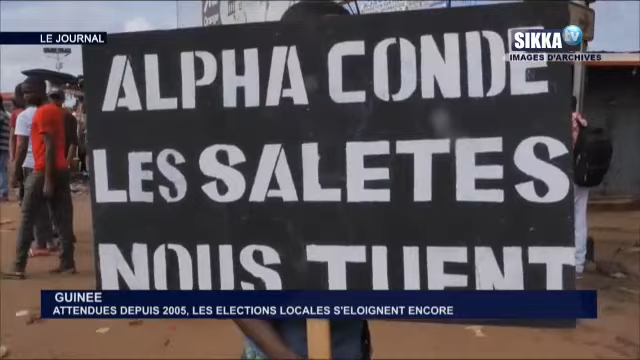 LE JOURNAL
SIKKA TV
IMAGES D'ARCHIVES
ALPHA CONDE
LES SALETES
NOUS TUENT
GUINEE
ATTENDUES DEPUIS 2005, LES ELECTIONS LOCALES S'ELOIGNENT ENCORE